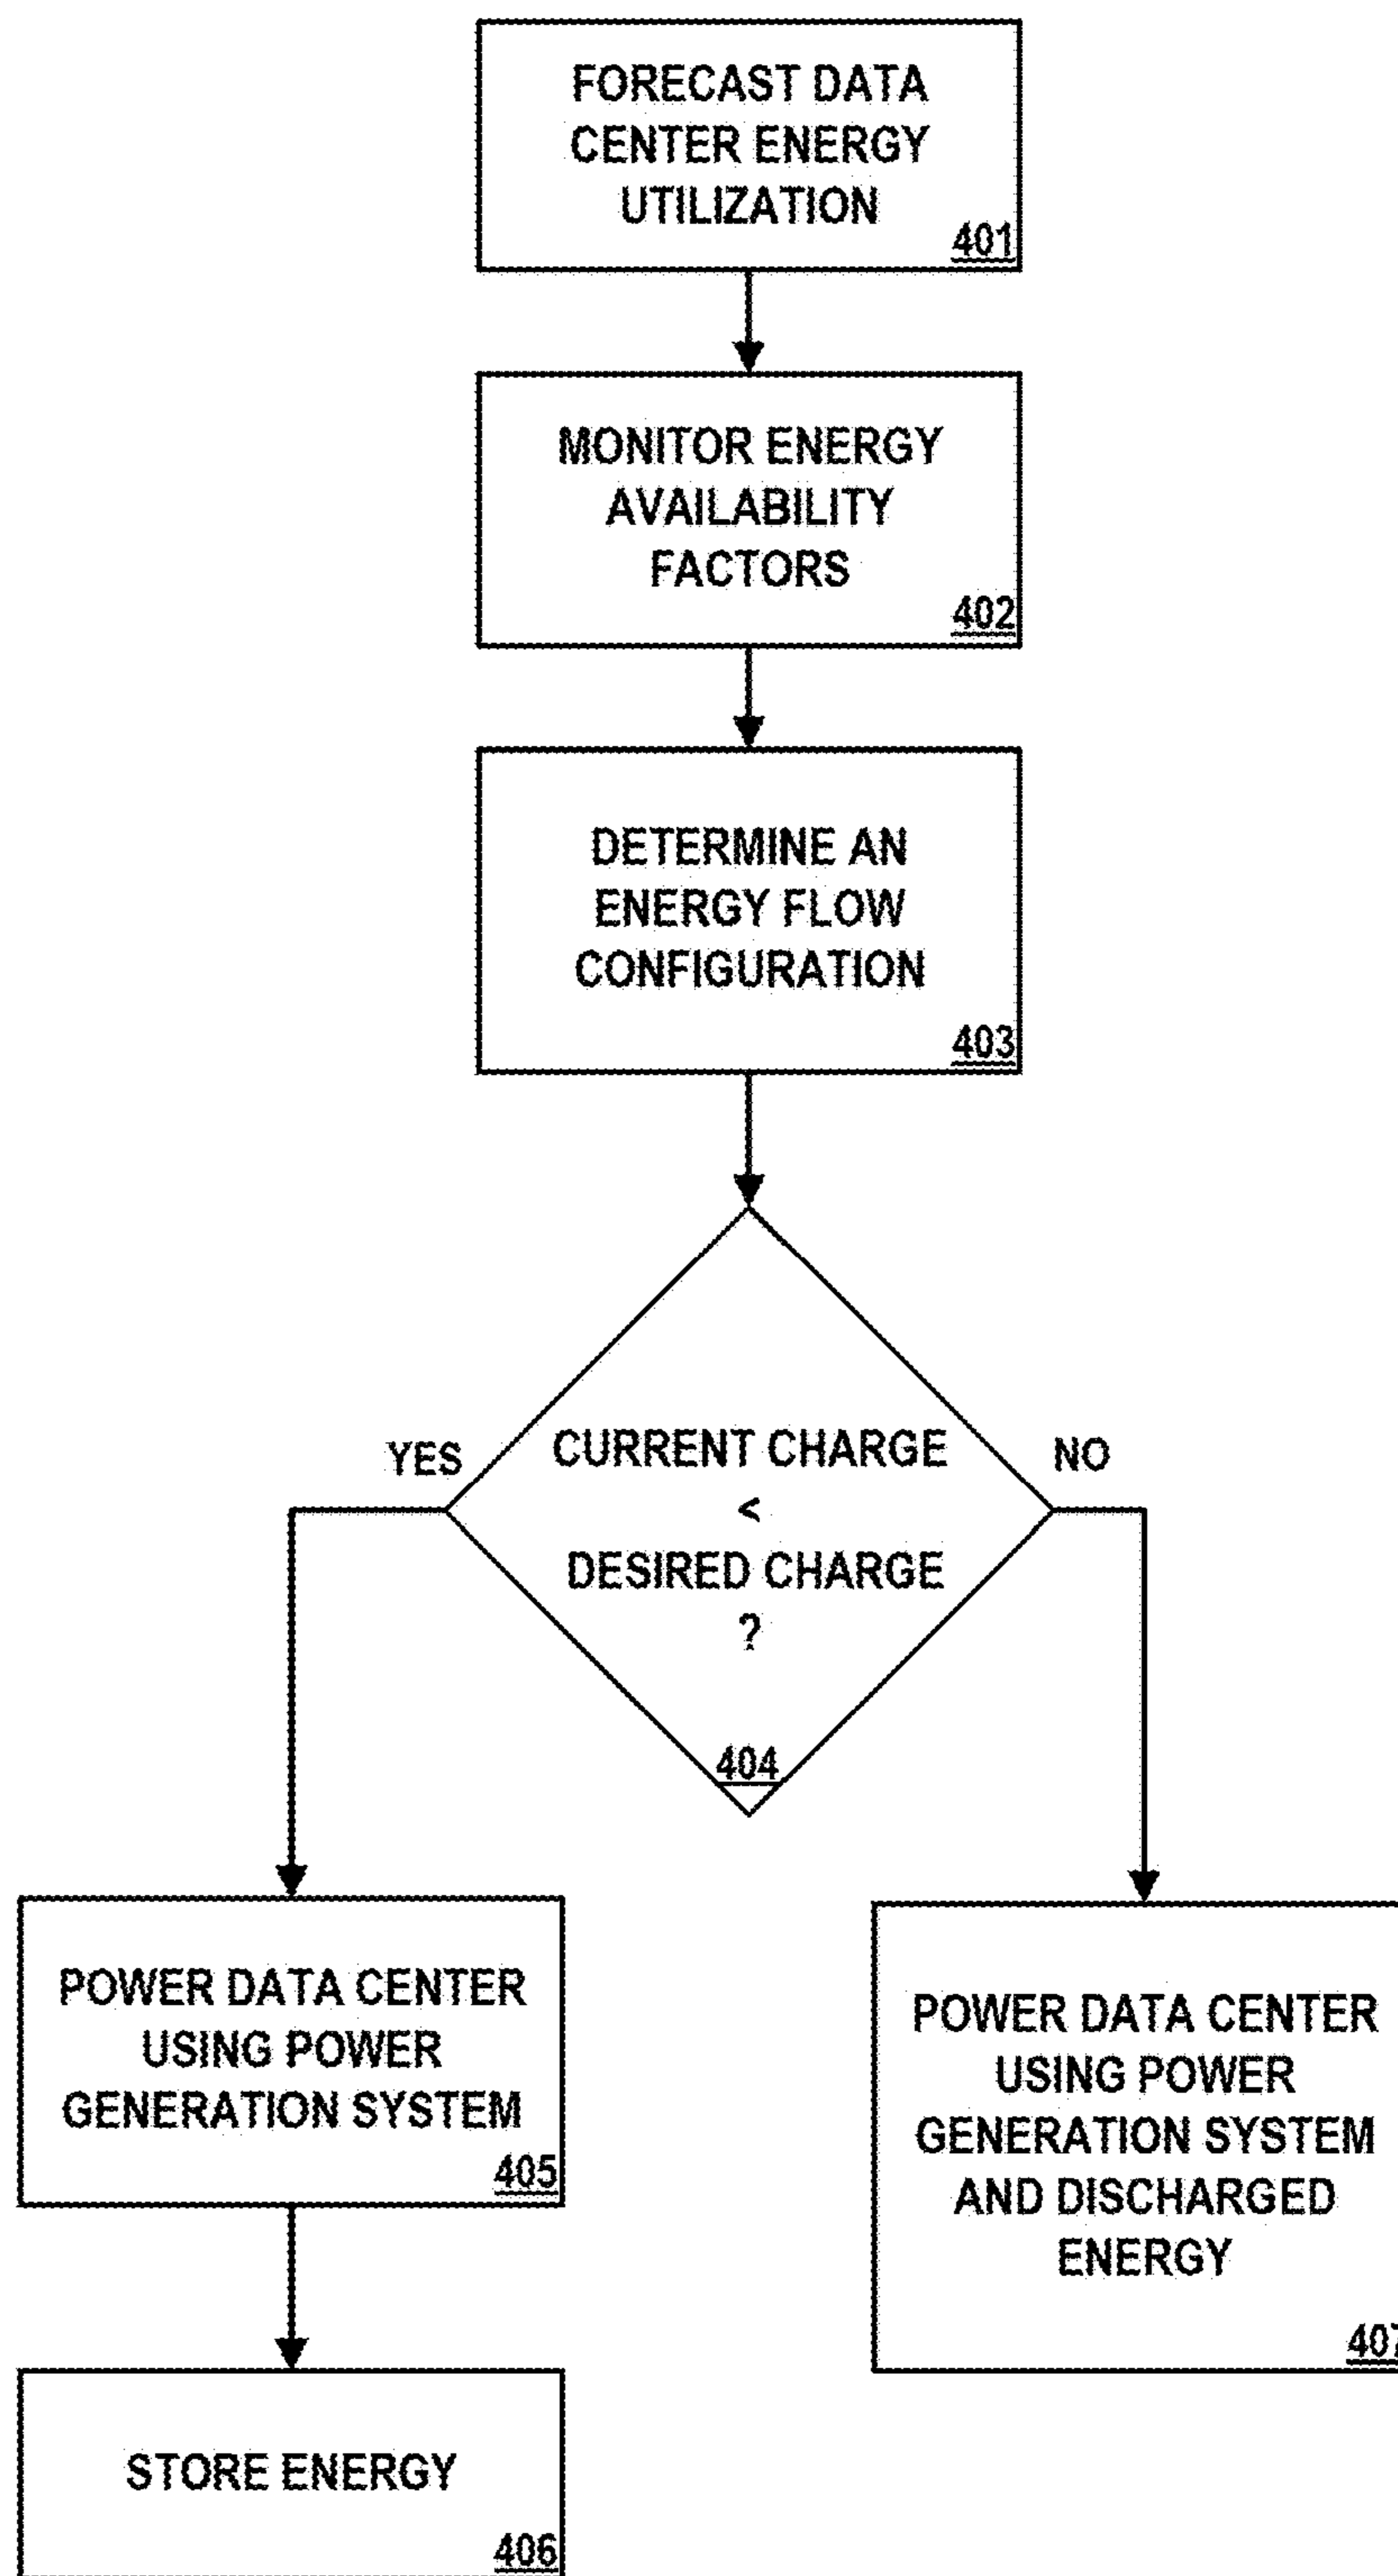 FORECAST DATA
CENTER ENERGY
UTILIZATION
401
MONITOR ENERGY
AVAILABILITY
FACTORS
402
DETERMINE AN
ENERGY FLOW
CONFIGURATION
403
YES
CURRENT CHARGE
<
DESIRED CHARGE
?
NO
404
POWER DATA CENTER
USING POWER
GENERATION SYSTEM
405
POWER DATA CENTER
USING POWER
GENERATION SYSTEM
AND DISCHARGED
ENERGY
407
STORE ENERGY
406